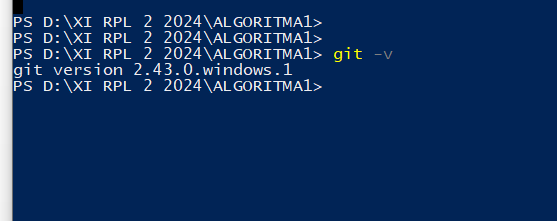 PS D:\XI RPL 2 2024\ALGORITMA1>
PS D:\XI RPL 2 2024\ALGORITMA1>
PS D:\XI RPL 2 2024\ALGORITMA1> git -v
git version 2.43.0.windows.1
PS D:\XI RPL 2 2024\ALGORITMA1>